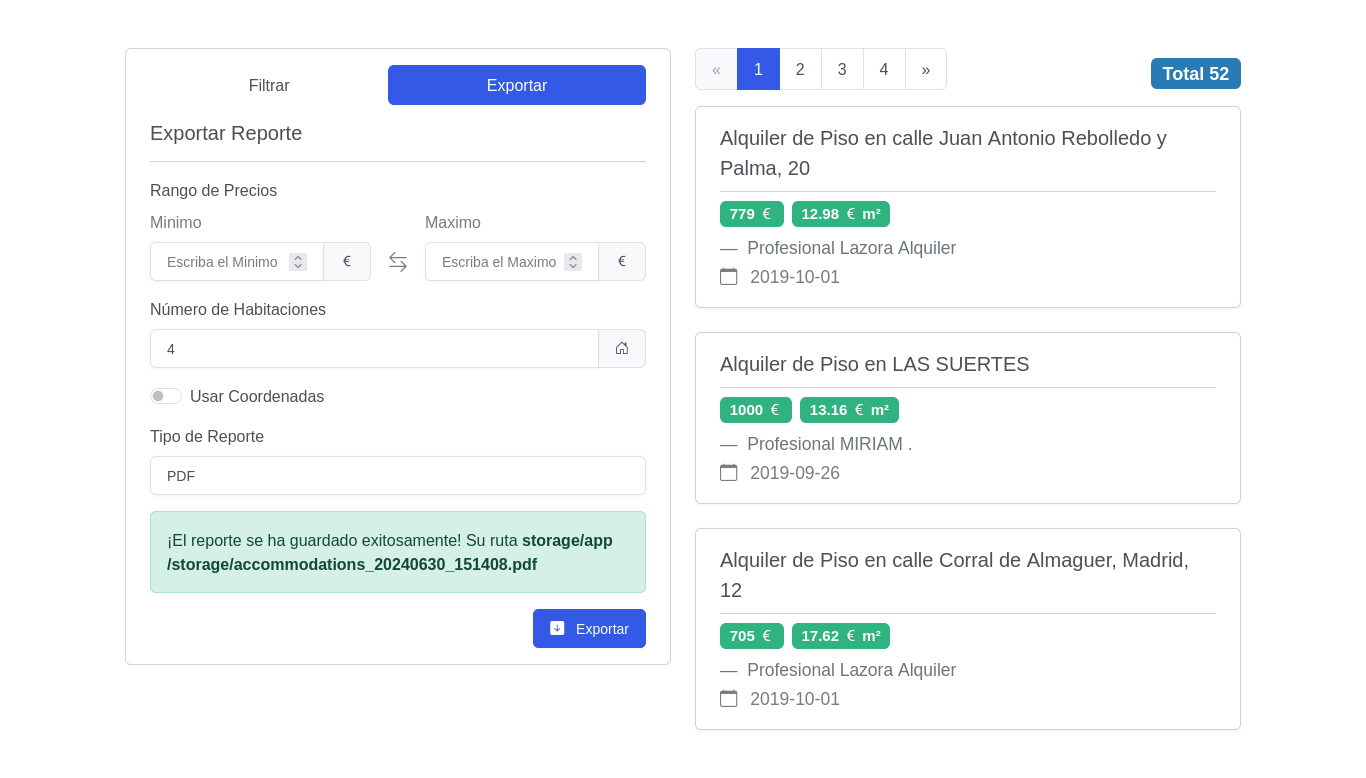 Filtrar
Exportar
Exportar Reporte
Rango de Precios
Minimo
Maximo
Escriba el Minimo
€
Escriba el Maximo
€
Número de Habitaciones
4
Usar Coordenadas
Tipo de Reporte
PDF
¡El reporte se ha guardado exitosamente! Su ruta storage/app
/storage/accommodations_20240630_151408.pdf
Exportar
« 1 2 3 4 »
Total 52
Alquiler de Piso en calle Juan Antonio Rebolledo y
Palma, 20
779 € 12.98 € m²
— Profesional Lazora Alquiler
2019-10-01
Alquiler de Piso en LAS SUERTES
1000 € 13.16 € m²
— Profesional MIRIAM .
2019-09-26
Alquiler de Piso en calle Corral de Almaguer, Madrid,
12
705 € 17.62 € m²
— Profesional Lazora Alquiler
2019-10-01